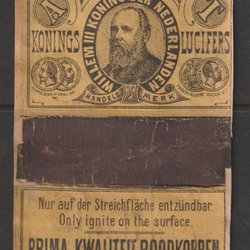 A T
WILLEM III KONING DER NEDERLANDEN
KONINGS LUCIFERS
HANDELS MERK
Nur auf der Streichfläche entzündbar.
Only ignite on the surface.
PRIMA KWALITEIT ROODKOPPEN